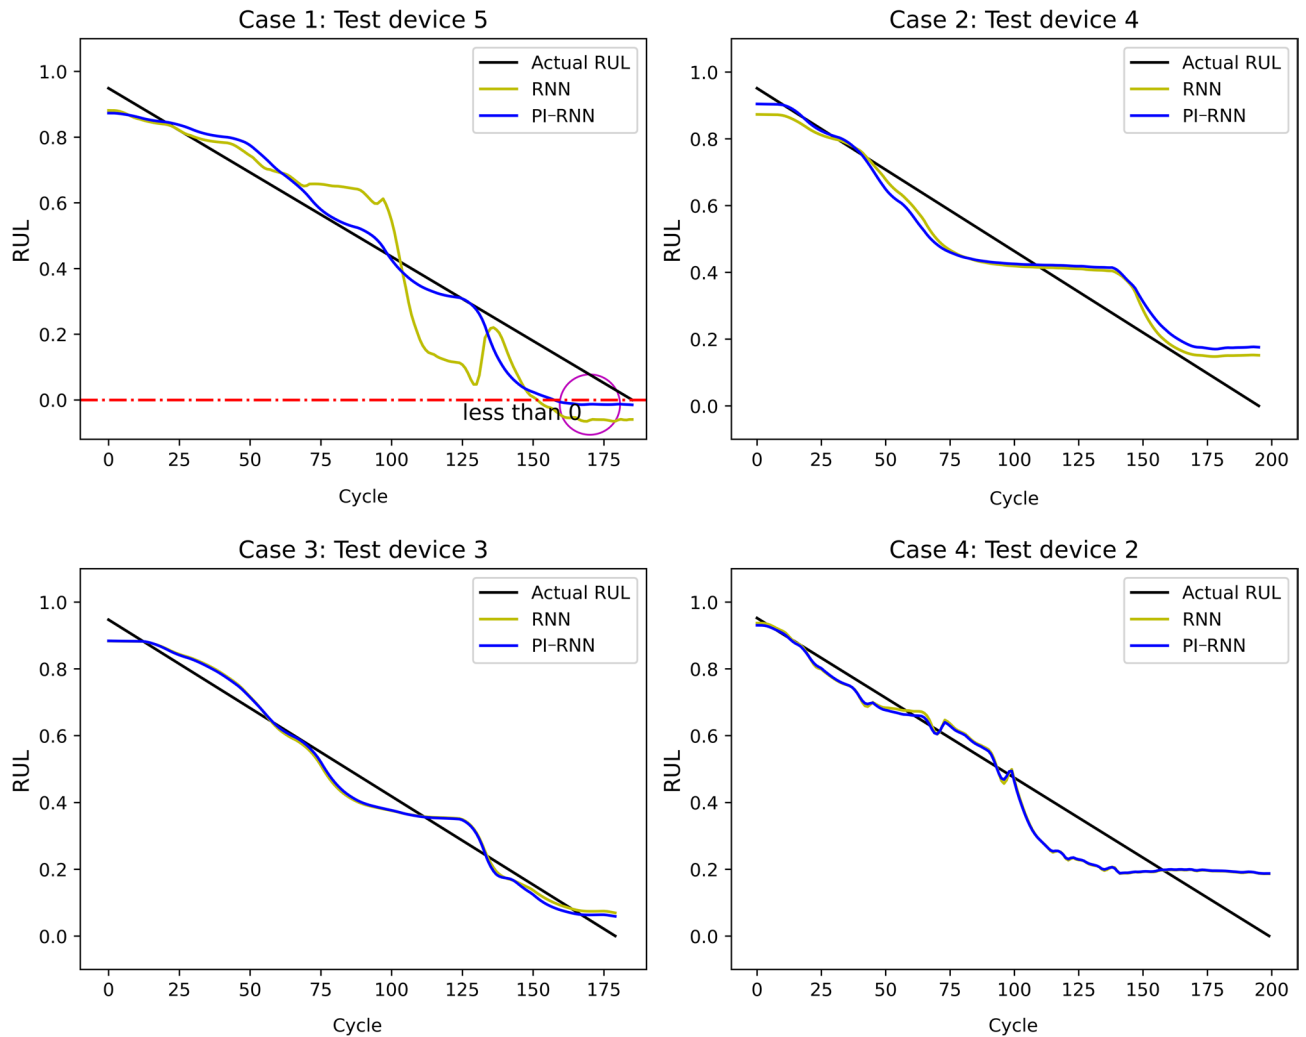 Case 1: Test device 5
Actual RUL
RNN
PI-RNN
1.0
0.8
0.6
0.4
0.2
0.0
RUL
less than 0
0 25 50 75 100 125 150 175
Cycle
Case 2: Test device 4
Actual RUL
RNN
PI-RNN
1.0
0.8
0.6
0.4
0.2
0.0
RUL
0 25 50 75 100 125 150 175 200
Cycle
Case 3: Test device 3
Actual RUL
RNN
PI-RNN
1.0
0.8
0.6
0.4
0.2
0.0
RUL
0 25 50 75 100 125 150 175
Cycle
Case 4: Test device 2
Actual RUL
RNN
PI-RNN
1.0
0.8
0.6
0.4
0.2
0.0
RUL
0 25 50 75 100 125 150 175 200
Cycle